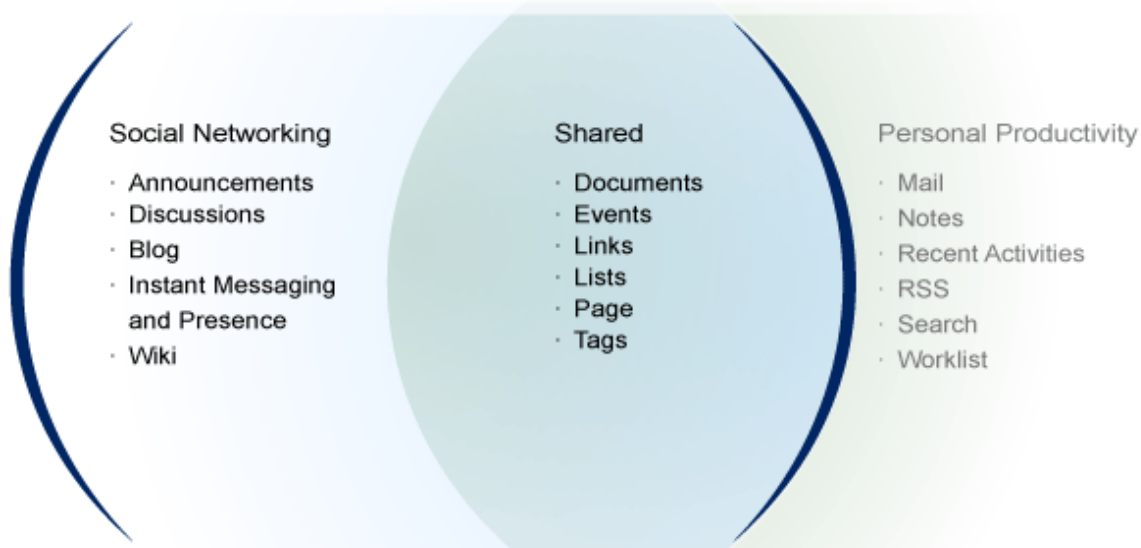 Social Networking
· Announcements
· Discussions
· Blog
· Instant Messaging
and Presence
· Wiki
Shared
· Documents
· Events
· Links
· Lists
· Page
· Tags
Personal Productivity
· Mail
· Notes
· Recent Activities
· RSS
· Search
· Worklist